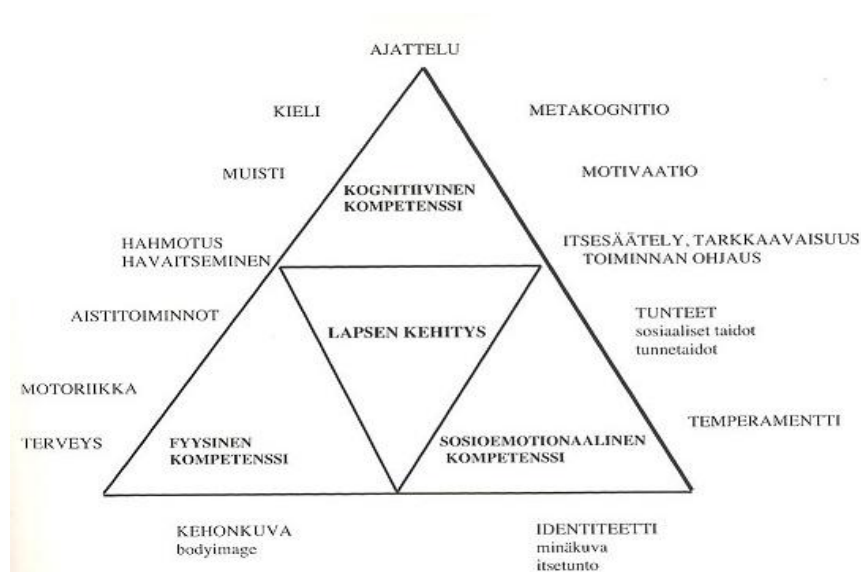 AJATTELU
KIELI
METAKOGNITIO
MUISTI
MOTIVAATIO
KOGNITIIVINEN
KOMPETENSSI
HAHMOTUS
HAVAITSEMINEN
ITSESÄÄTELY, TARKKAAVAISUUS
TOIMINNAN OHJAUS
AISTITOIMINNOT
LAPSEN KEHITYS
TUNTEET
sosiaaliset taidot
tunnetaidot
MOTORIIKKA
TERVEYS
FYYSINEN
KOMPETENSSI
SOSIOEMOTIONAALINEN
KOMPETENSSI
TEMPERAMENTTI
KEHONKUVA
bodyimage
IDENTITEETTI
minäkuva
itsetunto